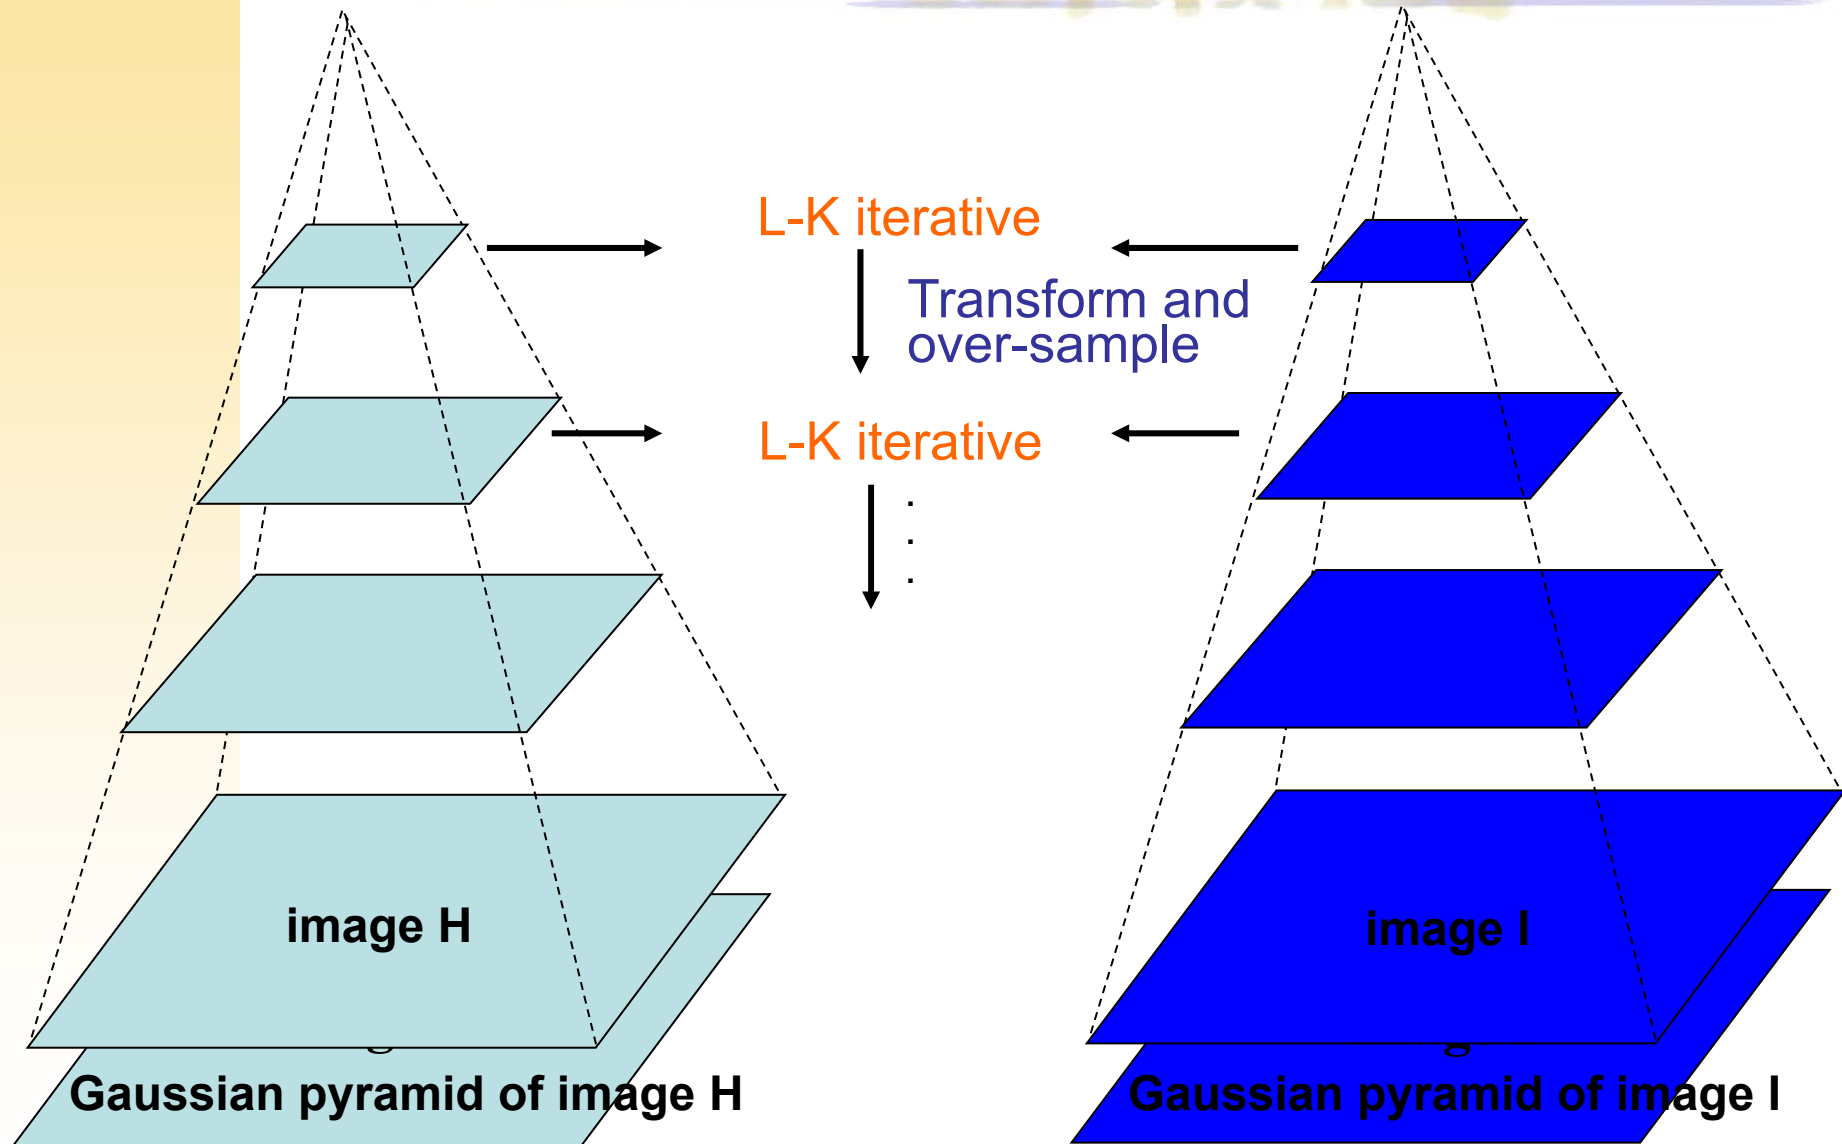 L-K iterative
Transform and
over-sample
L-K iterative
.
.
.
image H
image I
Gaussian pyramid of image H
Gaussian pyramid of image I